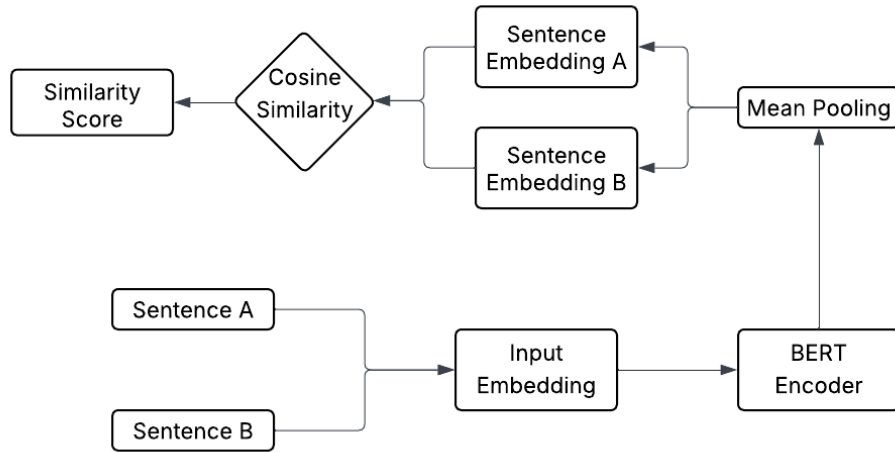 Sentence
Embedding A
Cosine
Similarity
Similarity
Score
Mean Pooling
Sentence
Embedding B
Sentence A
Input
Embedding
BERT
Encoder
Sentence B